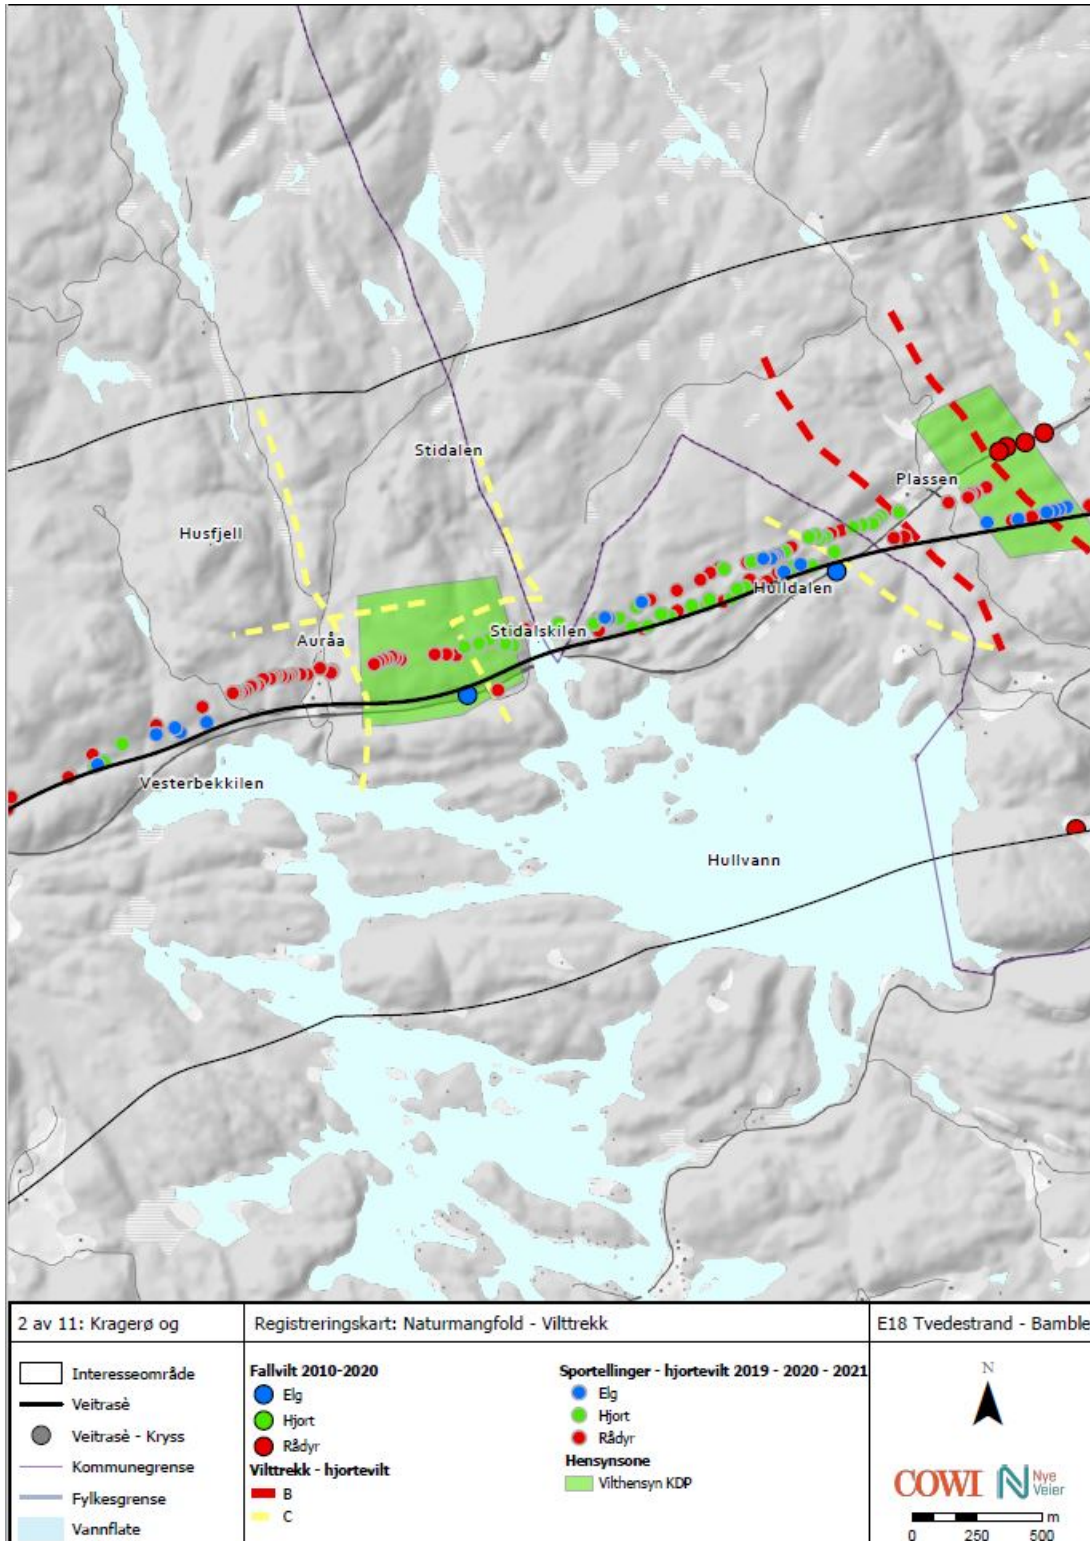 Stidalen
Plassen
Husfjell
Hulldalen
Auråa
Stidalskilen
Vesterbekkilen
Hullvann
2 av 11: Kragerø og
Registreringskart: Naturmangfold - Vilttrekk
E18 Tvedestrand - Bamble
Interesseområde
Veitrasè
Veitrasè - Kryss
Kommunegrense
Fylkesgrense
Vannflate
Fallvilt 2010-2020
Elg
Hjort
Rådyr
Vilttrekk - hjortevilt
B
C
Sportellinger - hjortevilt 2019 - 2020 - 2021
Elg
Hjort
Rådyr
Hensynsone
Vilthensyn KDP
N
COWI N Nye
Veier
m
0 250 500